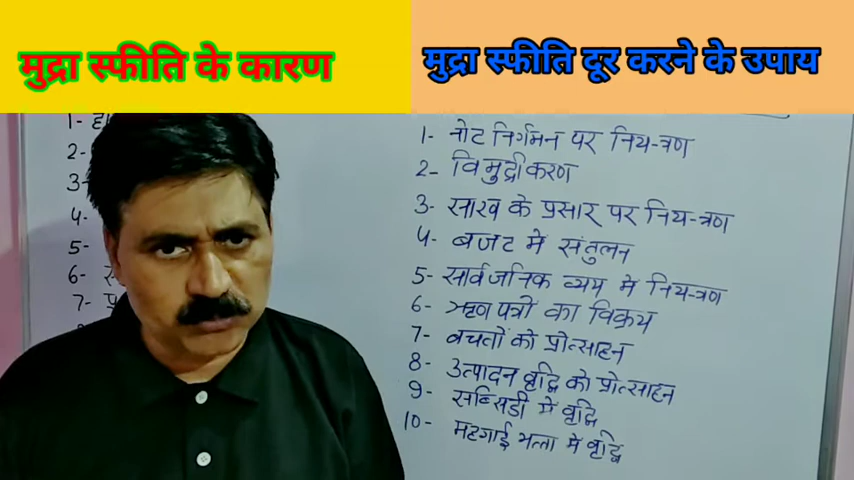 मुद्रा स्फीति के कारण
मुद्रा स्फीति दूर करने के उपाय
1-
2-
3-
4-
5-
6-
7-
1- नोट निर्गमन पर नियन्त्रण
2- विमुद्रीकरण
3- साख के प्रसार पर नियन्त्रण
4- बजट में संतुलन
5- सार्वजनिक व्यय में नियन्त्रण
6- ऋण पत्रों का विक्रय
7- बचतों को प्रोत्साहन
8- उत्पादन वृद्धि को प्रोत्साहन
9- सब्सिडी में वृद्धि
10- महगाई भत्ता में वृद्धि